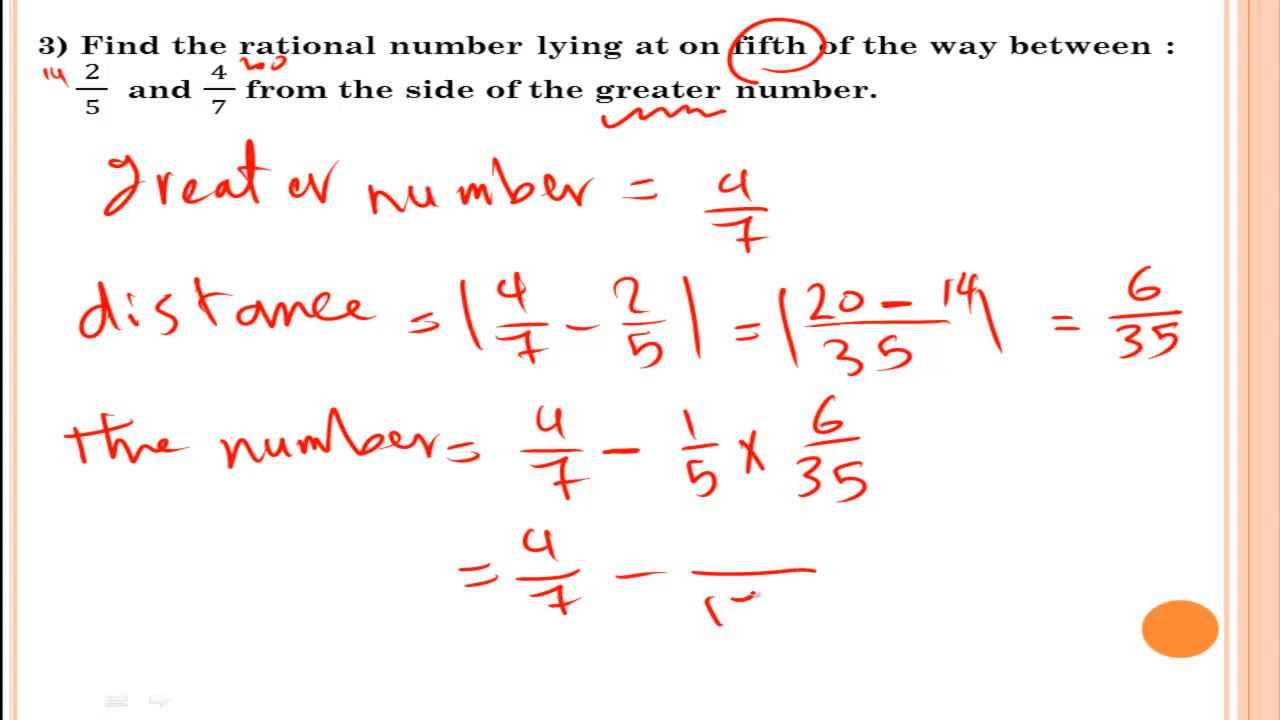 3) Find the rational number lying at on fifth of the way between :
14 20
2/5 and 4/7 from the side of the greater number.
greater number = 4/7
distance = |4/7 - 2/5| = |20 - 14/35| = 6/35
the number = 4/7 - 1/5 × 6/35
= 4/7 -